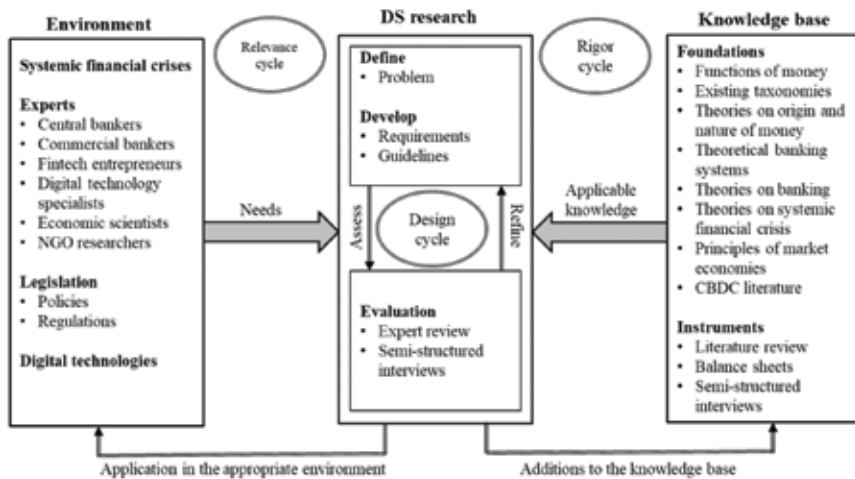 Environment
Systemic financial crises
Experts
• Central bankers
• Commercial bankers
• Fintech entrepreneurs
• Digital technology
specialists
• Economic scientists
• NGO researchers
Legislation
• Policies
• Regulations
Digital technologies
Relevance
cycle
Needs
DS research
Define
• Problem
Develop
• Requirements
• Guidelines
Assess
Design
cycle
Refine
Evaluation
• Expert review
• Semi-structured
interviews
Rigor
cycle
Applicable
knowledge
Knowledge base
Foundations
• Functions of money
• Existing taxonomies
• Theories on origin and
nature of money
• Theoretical banking
systems
• Theories on banking
• Theories on systemic
financial crisis
• Principles of market
economies
• CBDC literature
Instruments
• Literature review
• Balance sheets
• Semi-structured
interviews
Application in the appropriate environment
Additions to the knowledge base